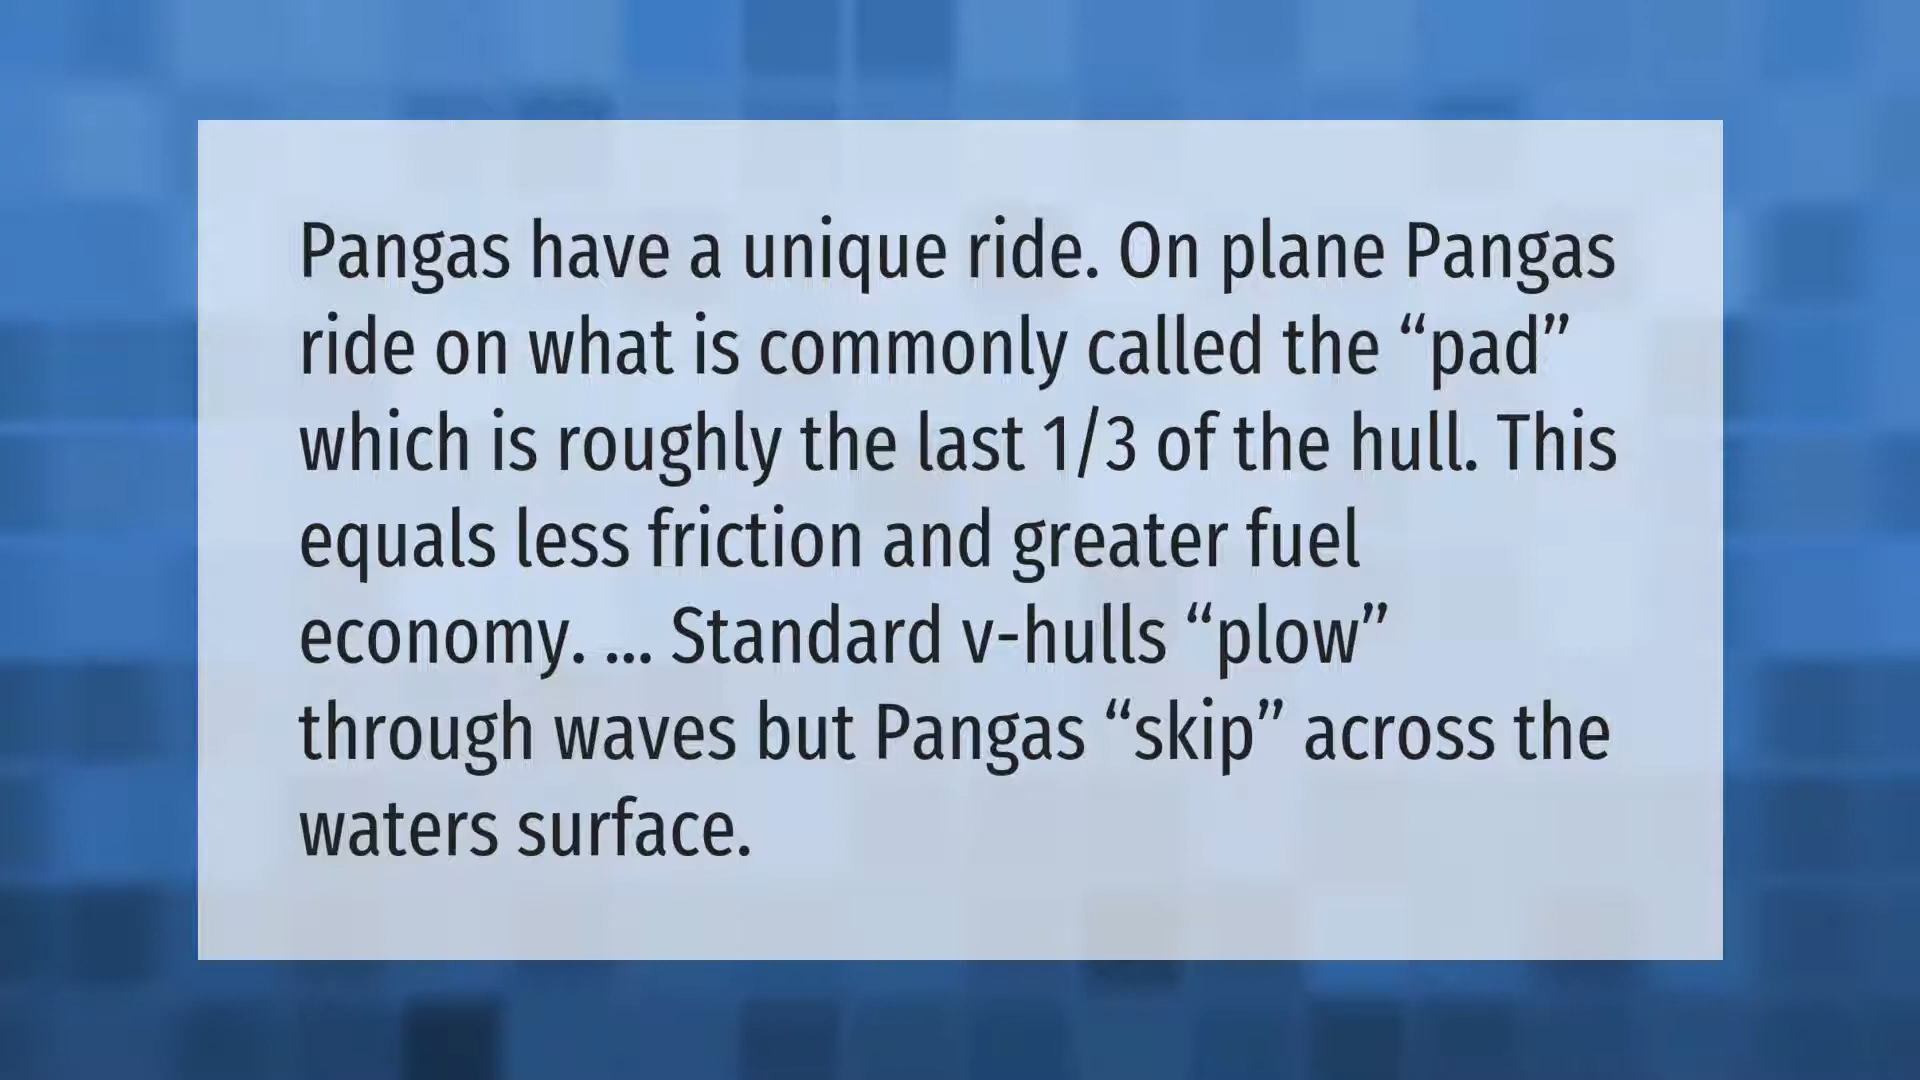 Pangas have a unique ride. On plane Pangas
ride on what is commonly called the “pad”
which is roughly the last 1/3 of the hull. This
equals less friction and greater fuel
economy. ... Standard v-hulls “plow”
through waves but Pangas “skip” across the
waters surface.